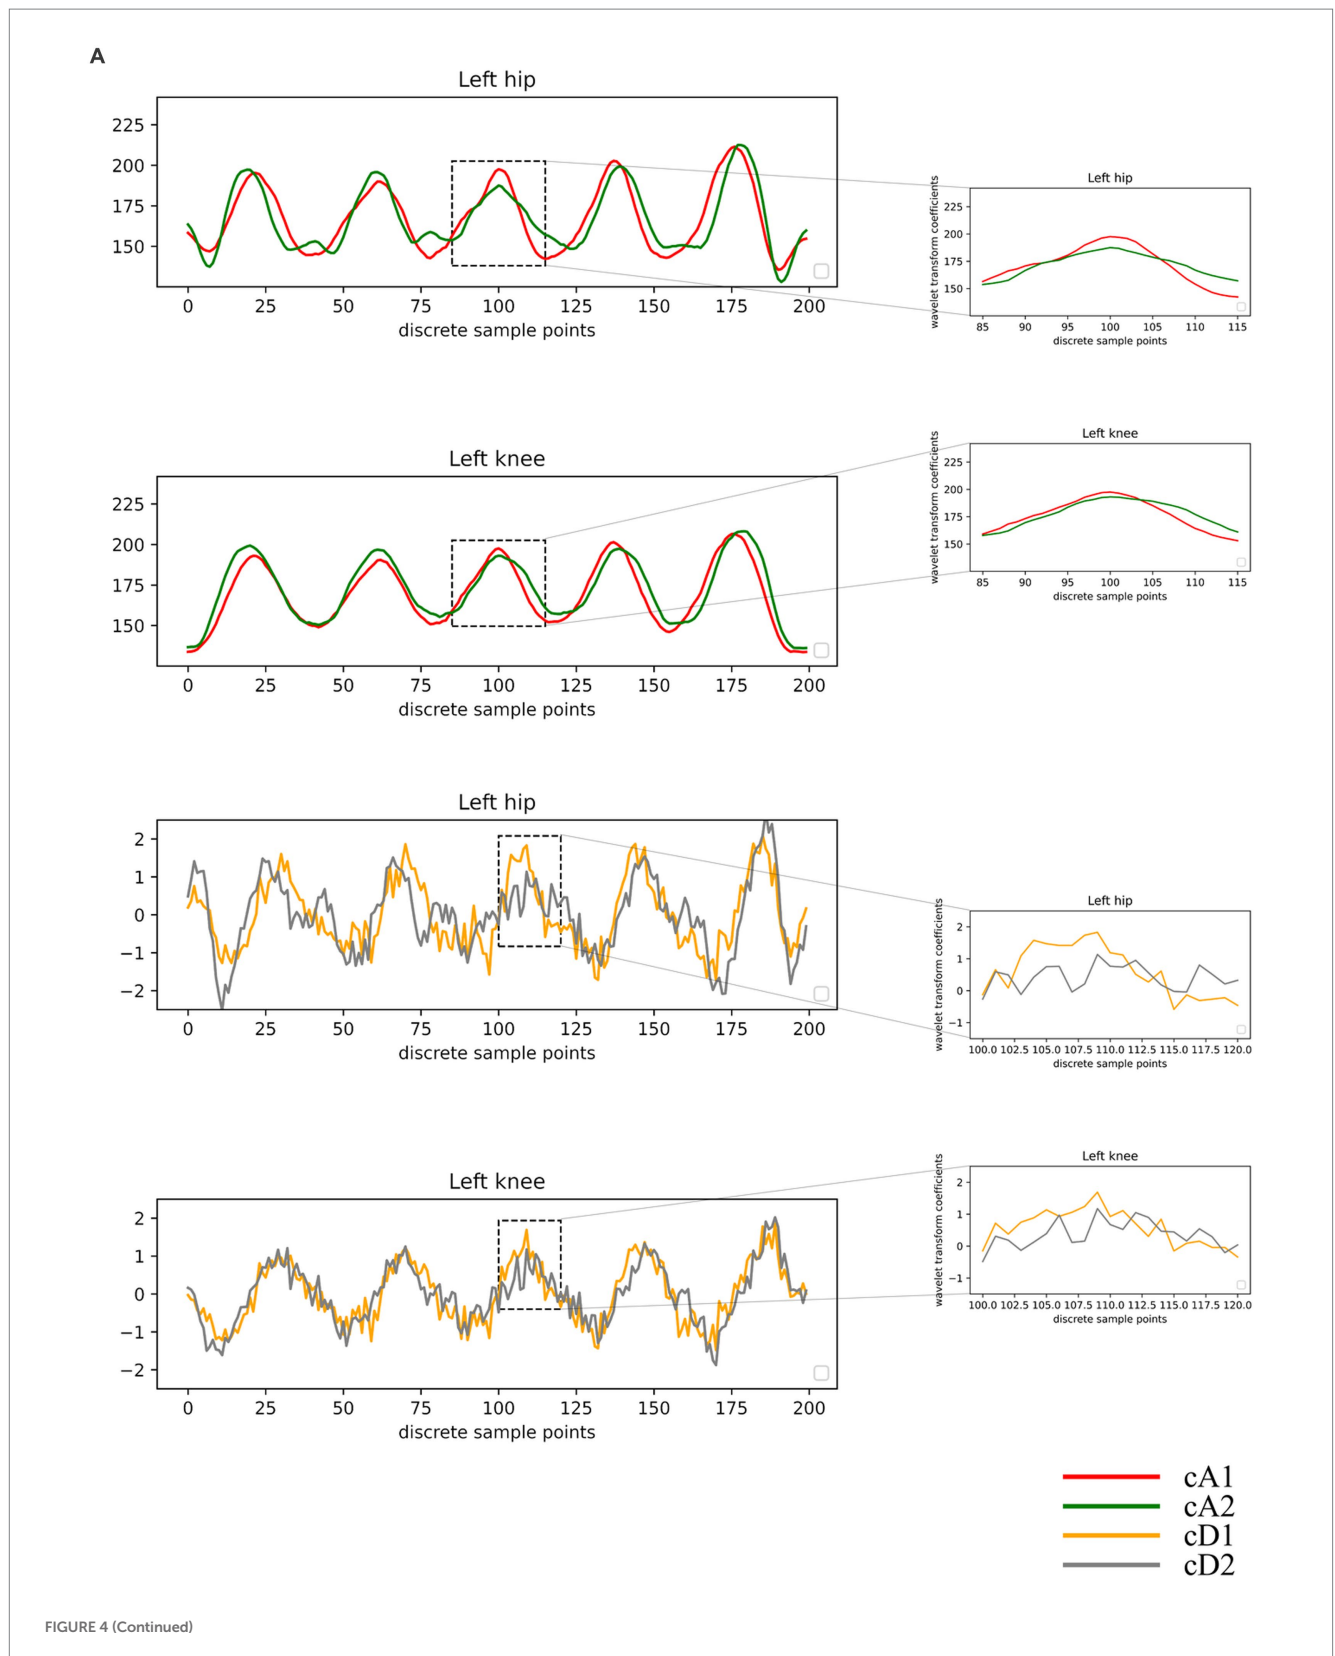 A
Left hip
225
200
175
150
0 25 50 75 100 125 150 175 200
discrete sample points
Left hip
wavelet transform coefficients
225
200
175
150
85 90 95 100 105 110 115
discrete sample points
Left knee
225
200
175
150
0 25 50 75 100 125 150 175 200
discrete sample points
Left knee
wavelet transform coefficients
225
200
175
150
85 90 95 100 105 110 115
discrete sample points
Left hip
2
1
0
−1
−2
0 25 50 75 100 125 150 175 200
discrete sample points
Left hip
wavelet transform coefficients
2
1
0
−1
100.0 102.5 105.0 107.5 110.0 112.5 115.0 117.5 120.0
discrete sample points
Left knee
2
1
0
−1
−2
0 25 50 75 100 125 150 175 200
discrete sample points
Left knee
wavelet transform coefficients
2
1
0
−1
100.0 102.5 105.0 107.5 110.0 112.5 115.0 117.5 120.0
discrete sample points
cA1
cA2
cD1
cD2
FIGURE 4 (Continued)